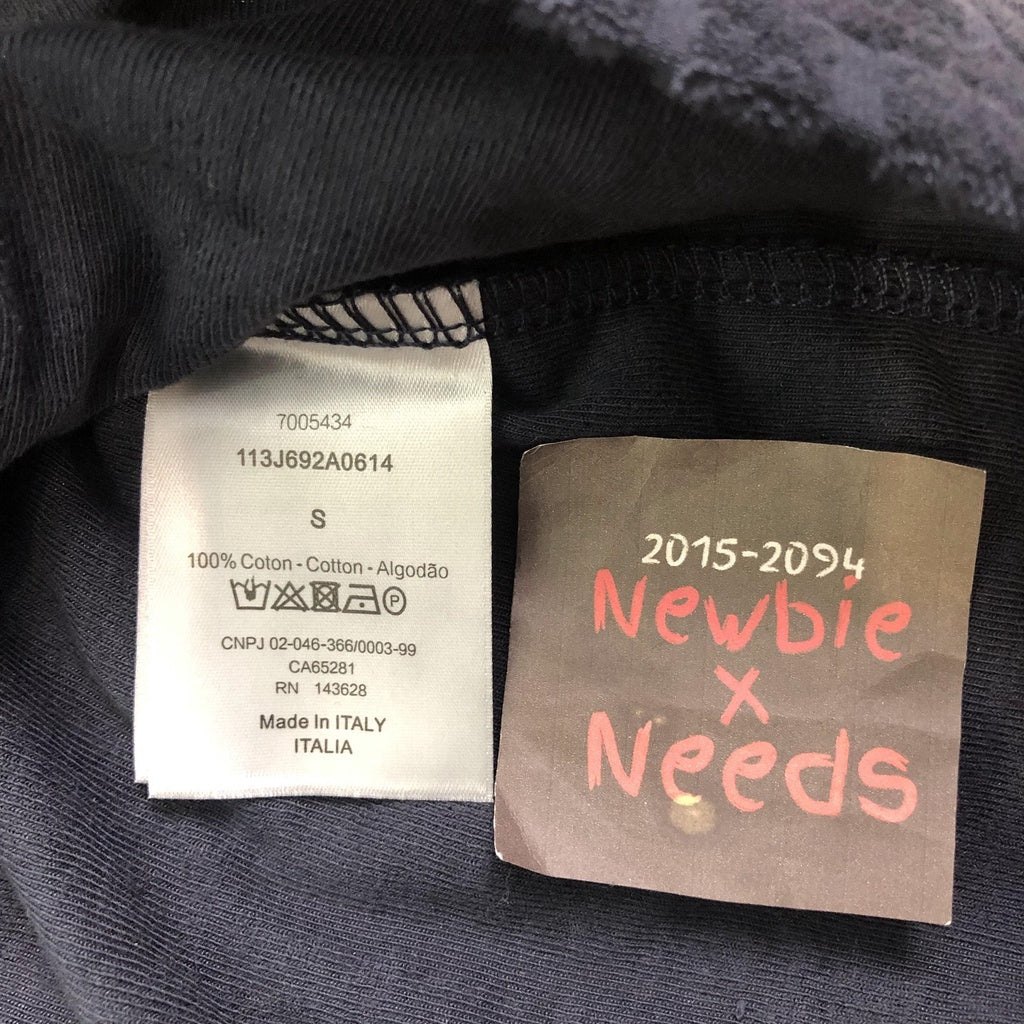 7005434
113J692A0614
S
100% Coton - Cotton - Algodão
P
CNPJ 02-046-366/0003-99
CA65281
RN 143628
Made In ITALY
ITALIA
2015-2094
Newbie
x
Needs